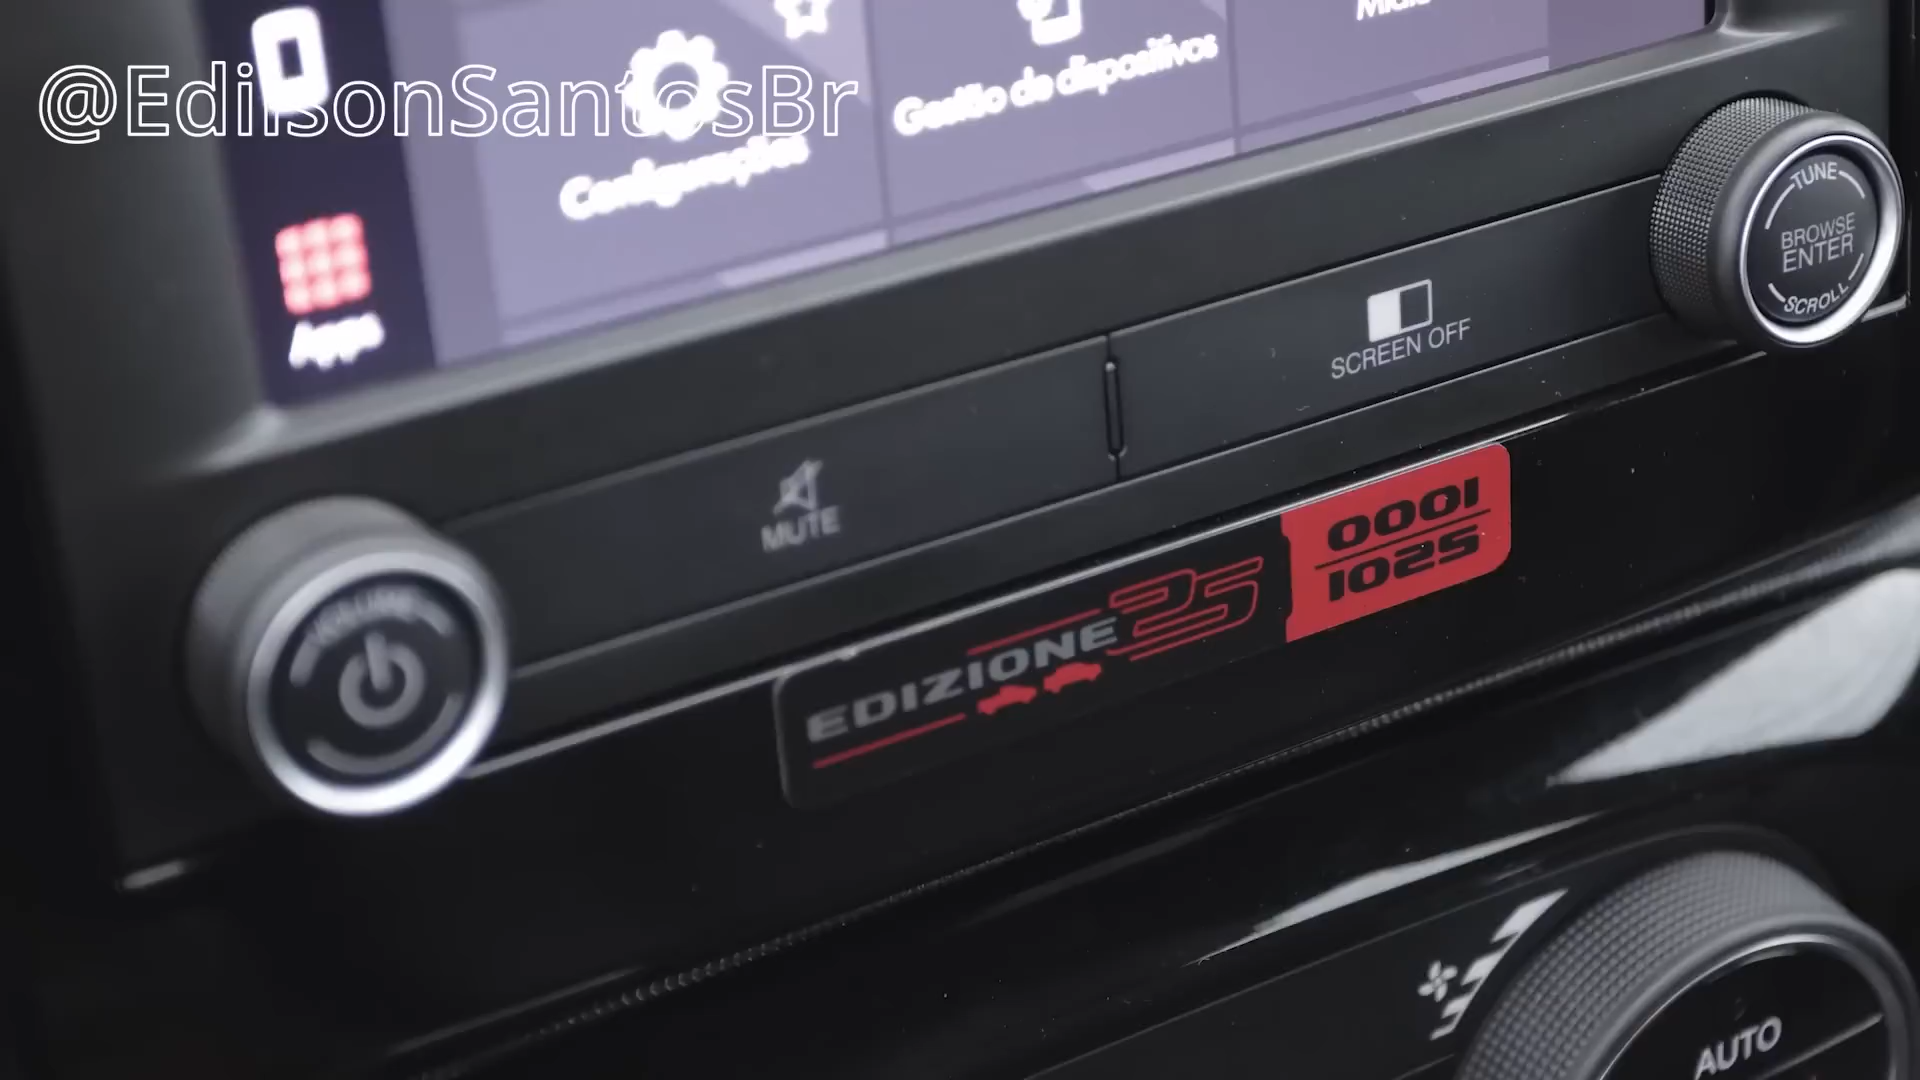 @EdilsonSantosBr
Mídia
Gestão de dispositivos
Configurações
Apps
TUNE
BROWSE
ENTER
SCROLL
SCREEN OFF
MUTE
VOLUME
EDIZIONE 25
0001
1025
AUTO